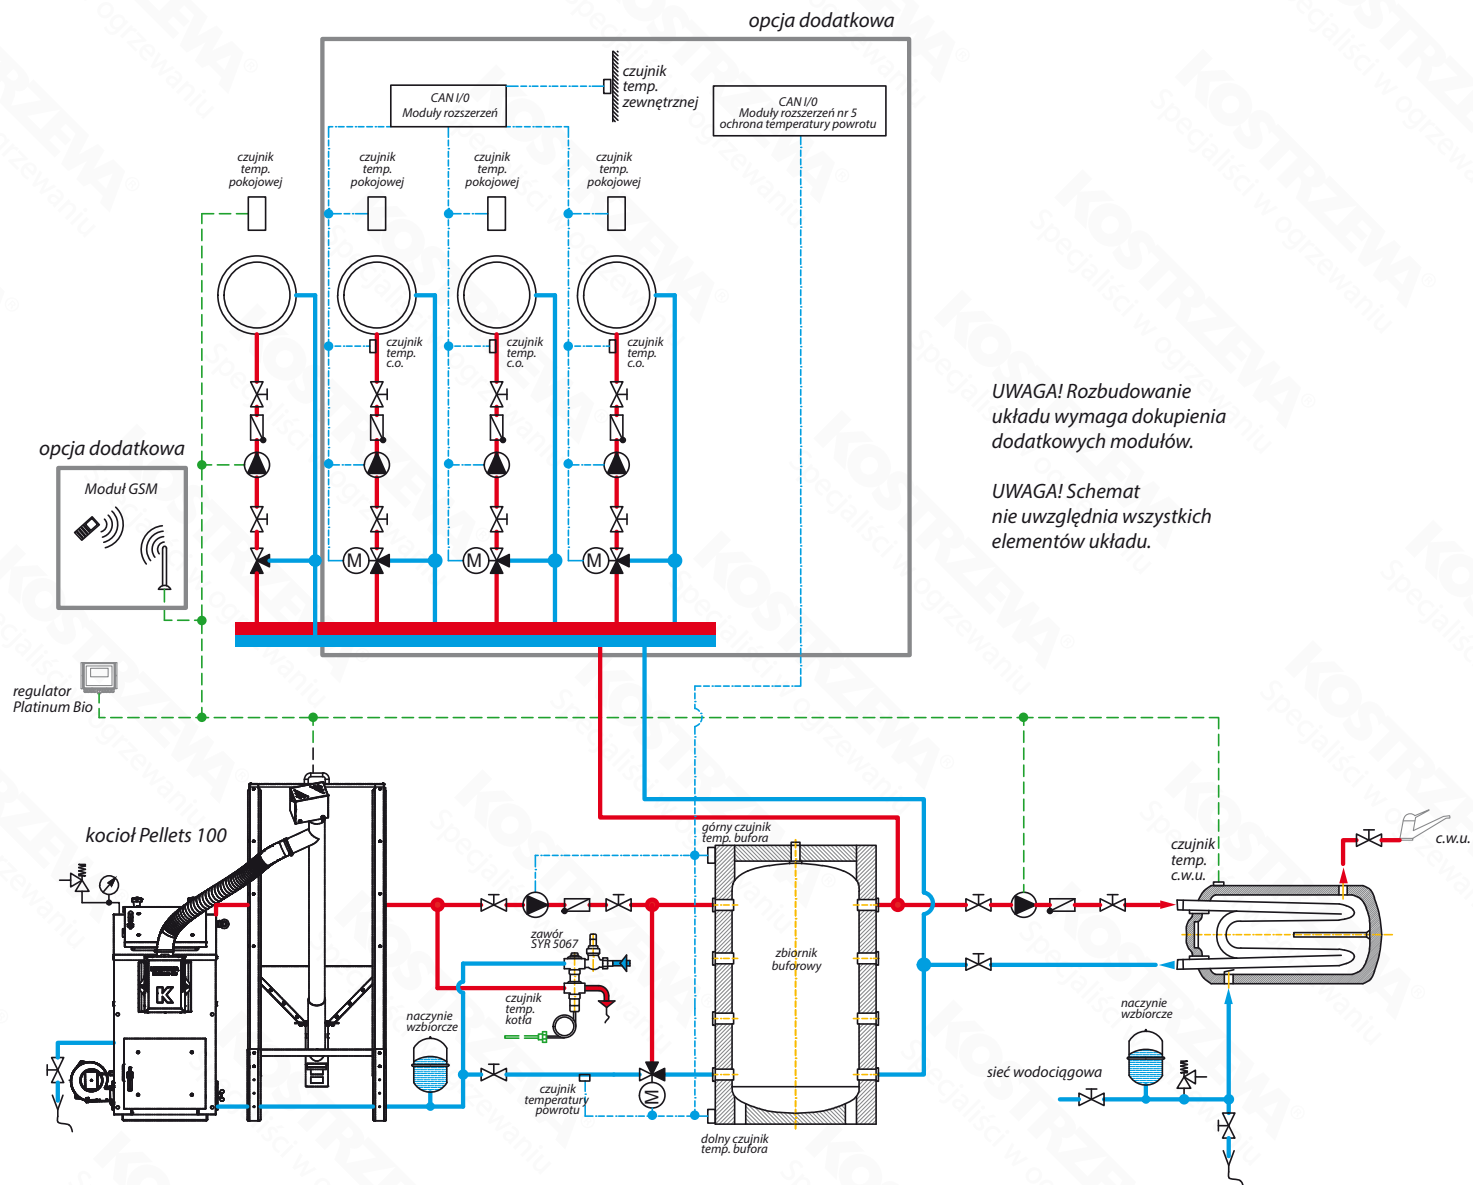 opcja dodatkowa
czujnik
temp.
zewnętrznej
CAN I/0
Moduły rozszerzeń
CAN I/0
Moduły rozszerzeń nr 5
ochrona temperatury powrotu
czujnik
temp.
pokojowej
czujnik
temp.
pokojowej
czujnik
temp.
pokojowej
czujnik
temp.
pokojowej
czujnik
temp.
c.o.
czujnik
temp.
c.o.
czujnik
temp.
c.o.
UWAGA! Rozbudowanie
układu wymaga dokupienia
dodatkowych modułów.
UWAGA! Schemat
nie uwzględnia wszystkich
elementów układu.
opcja dodatkowa
Moduł GSM
M
M
M
regulator
Platinum Bio
kocioł Pellets 100
K
górny czujnik
temp. bufora
zawór
SYR 5067
czujnik
temp.
kotła
naczynie
wzbiorcze
czujnik
temperatury
powrotu
M
zbiornik
buforowy
dolny czujnik
temp. bufora
czujnik
temp.
c.w.u.
c.w.u.
naczynie
wzbiorcze
sieć wodociągowa
KOSTRZEWA®
Specjaliści w ogrzewaniu